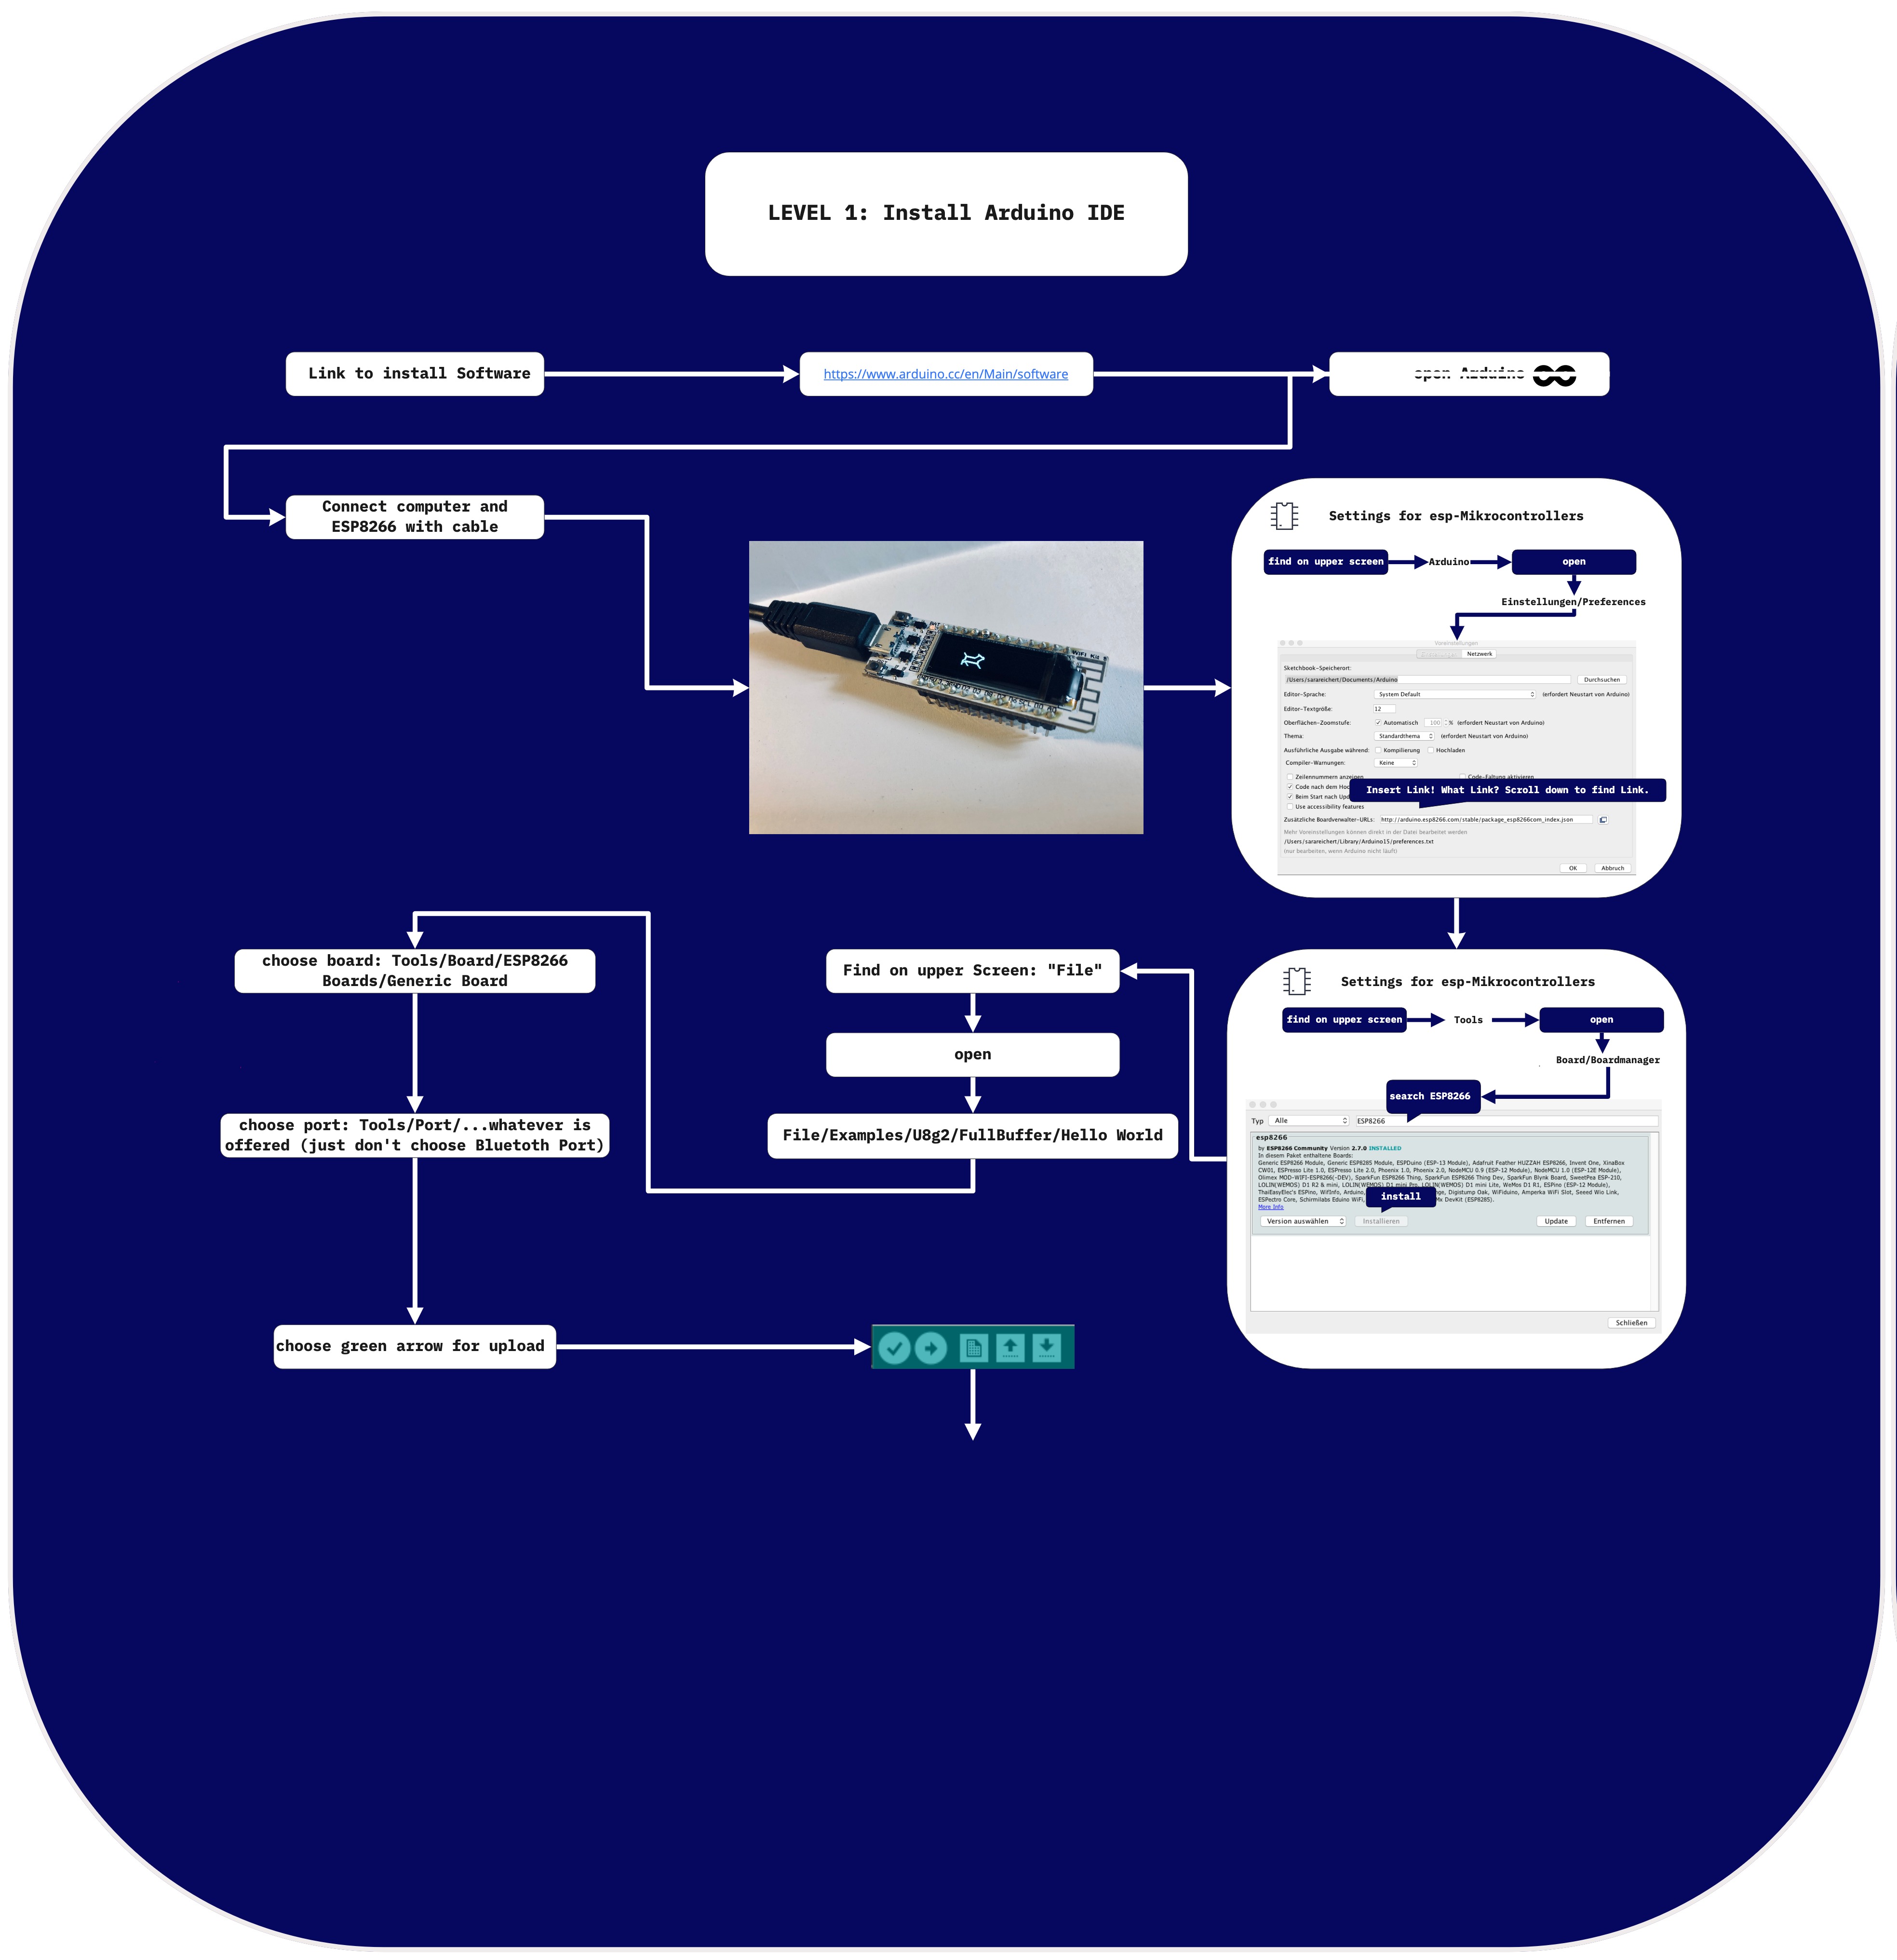 LEVEL 1: Install Arduino IDE
Link to install Software
https://www.arduino.cc/en/Main/software
open Arduino
Connect computer and
ESP8266 with cable
WiFi Kit
Settings for esp-Mikrocontrollers
find on upper screen
Arduino
open
Einstellungen/Preferences
Voreinstellungen
Netzwerk
Sketchbook-Speicherort:
/Users/sarareichert/Documents/Arduino
Durchsuchen
Editor-Sprache:
System Default
(erfordert Neustart von Arduino)
Editor-Textgröße:
12
Oberflächen-Zoomstufe:
Automatisch
100
%
(erfordert Neustart von Arduino)
Thema:
Standardthema
(erfordert Neustart von Arduino)
Ausführliche Ausgabe während:
Kompilierung
Hochladen
Compiler-Warnungen:
Keine
Zeilennummern anzeigen
Code-Faltung aktivieren
Code nach dem Hoc
Insert Link! What Link? Scroll down to find Link.
Beim Start nach Upd
Use accessibility features
Zusätzliche Boardverwalter-URLs:
http://arduino.esp8266.com/stable/package_esp8266com_index.json
Mehr Voreinstellungen können direkt in der Datei bearbeitet werden
/Users/sarareichert/Library/Arduino15/preferences.txt
(nur bearbeiten, wenn Arduino nicht läuft)
OK
Abbruch
Settings for esp-Mikrocontrollers
find on upper screen
Tools
open
Board/Boardmanager
search ESP8266
Typ
Alle
ESP8266
esp8266
by ESP8266 Community Version 2.7.0 INSTALLED
In diesem Paket enthaltene Boards:
Generic ESP8266 Module, Generic ESP8285 Module, ESPDuino (ESP-13 Module), Adafruit Feather HUZZAH ESP8266, Invent One, XinaBox
CW01, ESPresso Lite 1.0, ESPresso Lite 2.0, Phoenix 1.0, Phoenix 2.0, NodeMCU 0.9 (ESP-12 Module), NodeMCU 1.0 (ESP-12E Module),
Olimex MOD-WIFI-ESP8266(-DEV), SparkFun ESP8266 Thing, SparkFun ESP8266 Thing Dev, SparkFun Blynk Board, SweetPea ESP-210,
LOLIN(WEMOS) D1 R2 & mini, LOLIN(WEMOS) D1 mini Pro, LOLIN(WEMOS) D1 mini Lite, WeMos D1 R1, ESPino (ESP-12 Module),
ThaiEasyElec's ESPino, WifInfo, Arduino, nge, Digistump Oak, WiFiduino, Amperka WiFi Slot, Seeed Wio Link,
ESPectro Core, Schirmilabs Eduino WiFi, Mx DevKit (ESP8285).
install
More Info
Version auswählen
Installieren
Update
Entfernen
Schließen
Find on upper Screen: "File"
open
File/Examples/U8g2/FullBuffer/Hello World
choose board: Tools/Board/ESP8266
Boards/Generic Board
choose port: Tools/Port/...whatever is
offered (just don't choose Bluetoth Port)
choose green arrow for upload